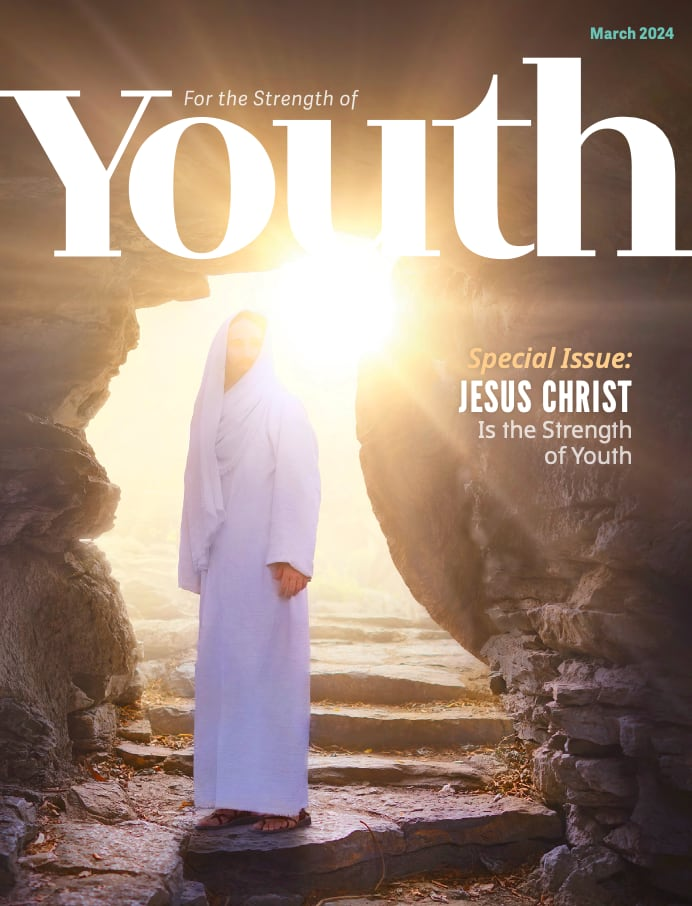 March 2024
For the Strength of
Youth
Special Issue:
JESUS CHRIST
Is the Strength
of Youth